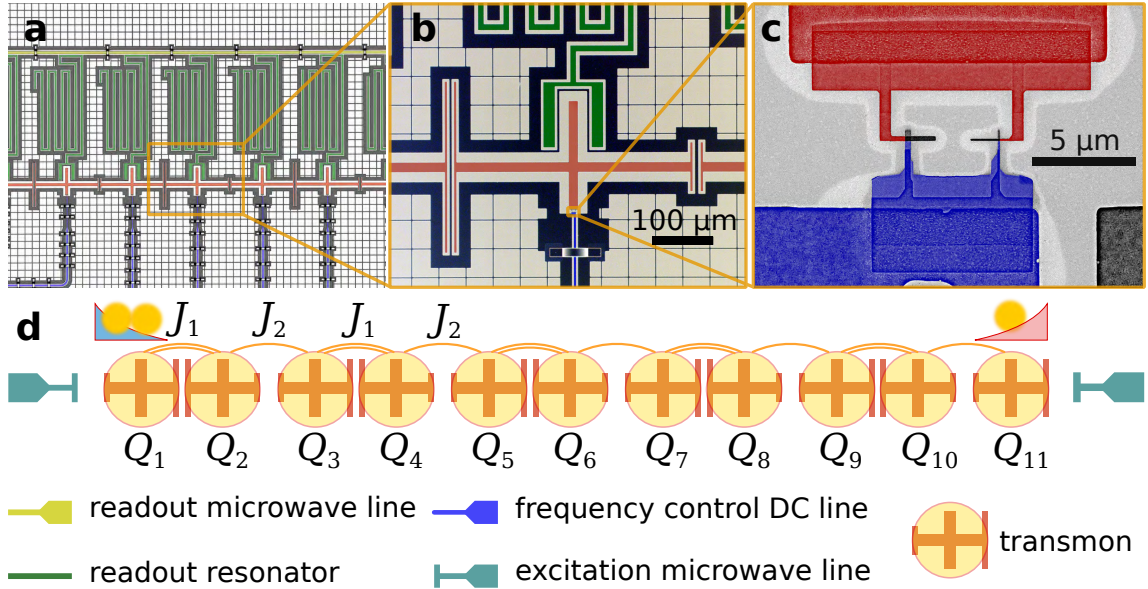 a
b
c
100 μm
5 μm
d
J₁ J₂ J₁ J₂
Q₁ Q₂ Q₃ Q₄ Q₅ Q₆ Q₇ Q₈ Q₉ Q₁₀ Q₁₁
readout microwave line
frequency control DC line
transmon
readout resonator
excitation microwave line